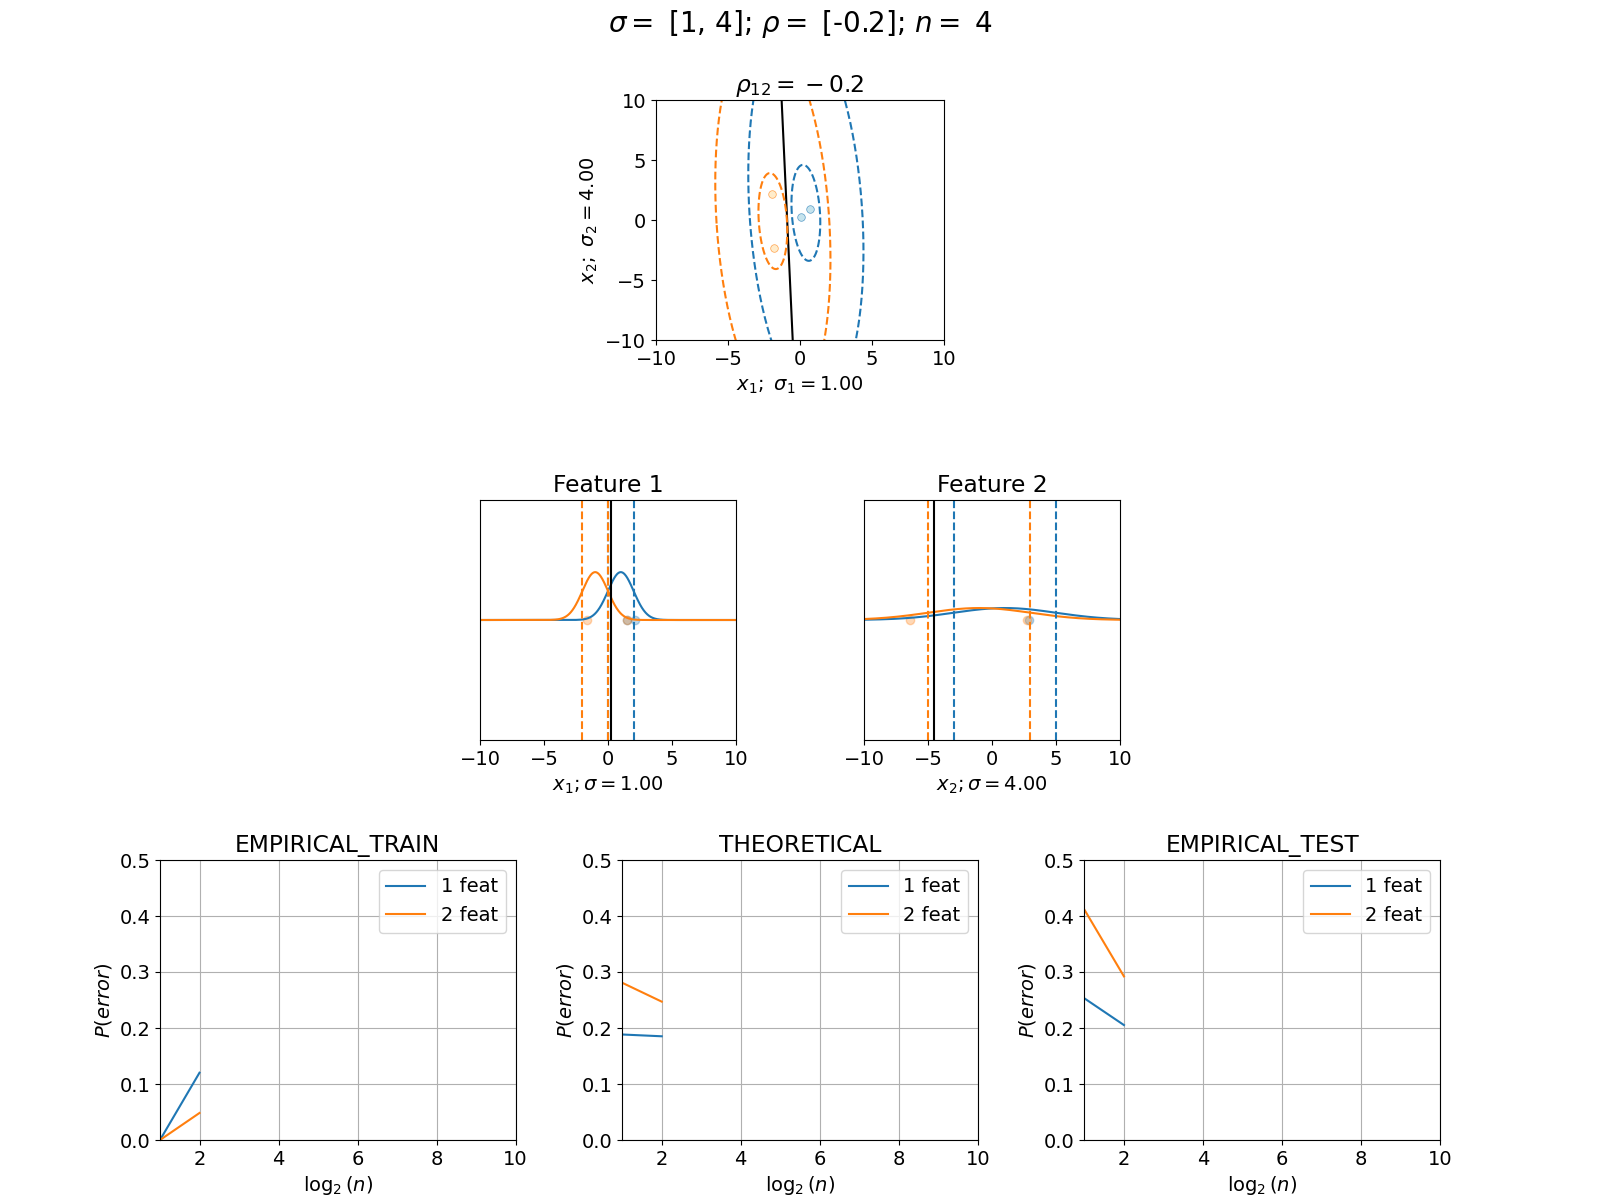 σ = [1, 4]; ρ = [-0.2]; n = 4
ρ₁₂ = −0.2
10
5
0
−5
−10
x₂; σ₂ = 4.00
−10 −5 0 5 10
x₁; σ₁ = 1.00
Feature 1
−10 −5 0 5 10
x₁; σ = 1.00
Feature 2
−10 −5 0 5 10
x₂; σ = 4.00
EMPIRICAL_TRAIN
1 feat
2 feat
0.5
0.4
0.3
0.2
0.1
0.0
P(error)
2 4 6 8 10
log₂ (n)
THEORETICAL
1 feat
2 feat
0.5
0.4
0.3
0.2
0.1
0.0
P(error)
2 4 6 8 10
log₂ (n)
EMPIRICAL_TEST
1 feat
2 feat
0.5
0.4
0.3
0.2
0.1
0.0
P(error)
2 4 6 8 10
log₂ (n)